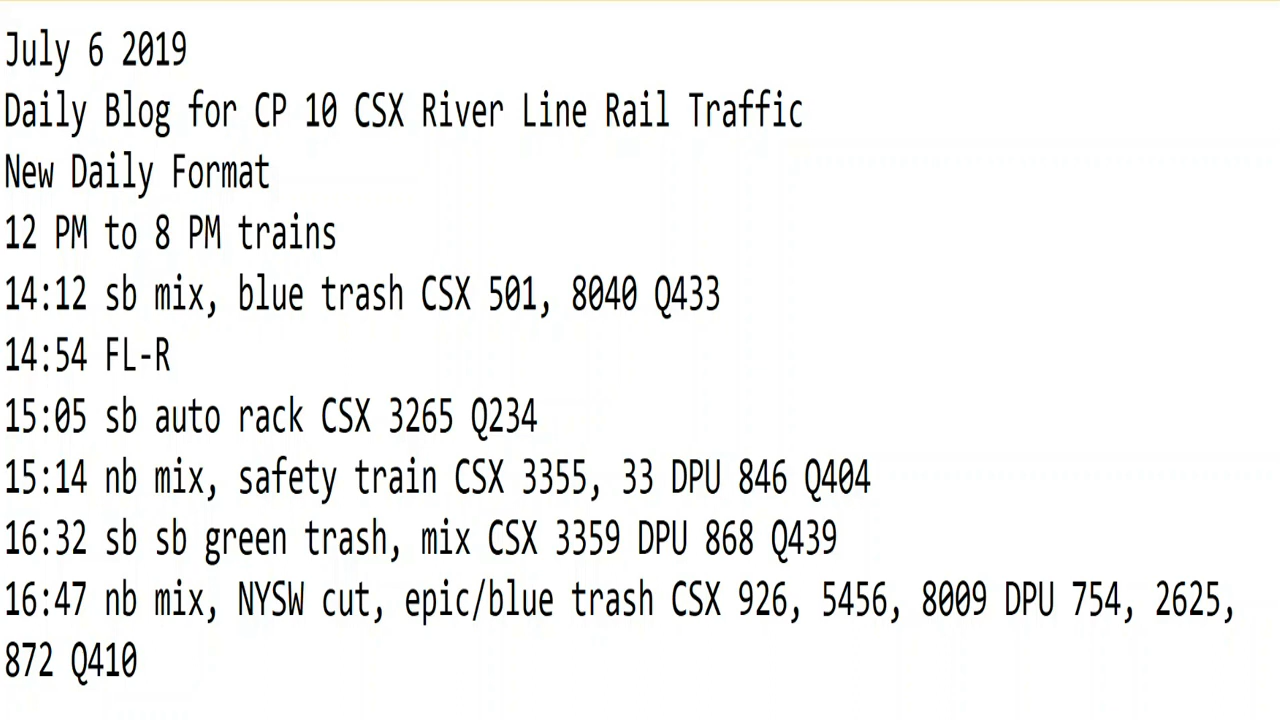 July 6 2019
Daily Blog for CP 10 CSX River Line Rail Traffic
New Daily Format
12 PM to 8 PM trains
14:12 sb mix, blue trash CSX 501, 8040 Q433
14:54 FL-R
15:05 sb auto rack CSX 3265 Q234
15:14 nb mix, safety train CSX 3355, 33 DPU 846 Q404
16:32 sb sb green trash, mix CSX 3359 DPU 868 Q439
16:47 nb mix, NYSW cut, epic/blue trash CSX 926, 5456, 8009 DPU 754, 2625,
872 Q410